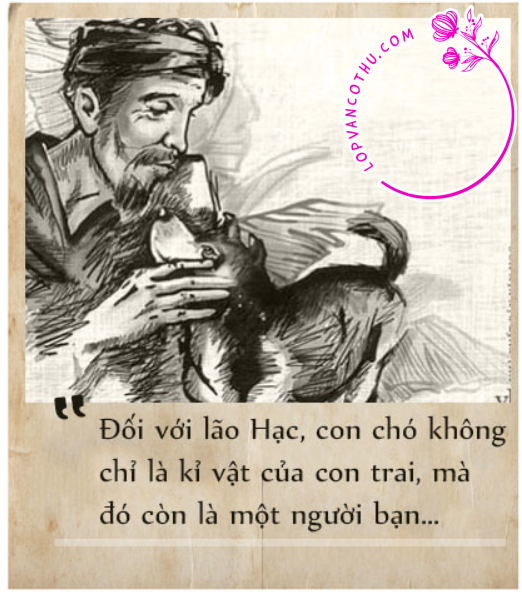 LOPVANCOTHU.COM
Đối với lão Hạc, con chó không
chỉ là kỉ vật của con trai, mà
đó còn là một người bạn...